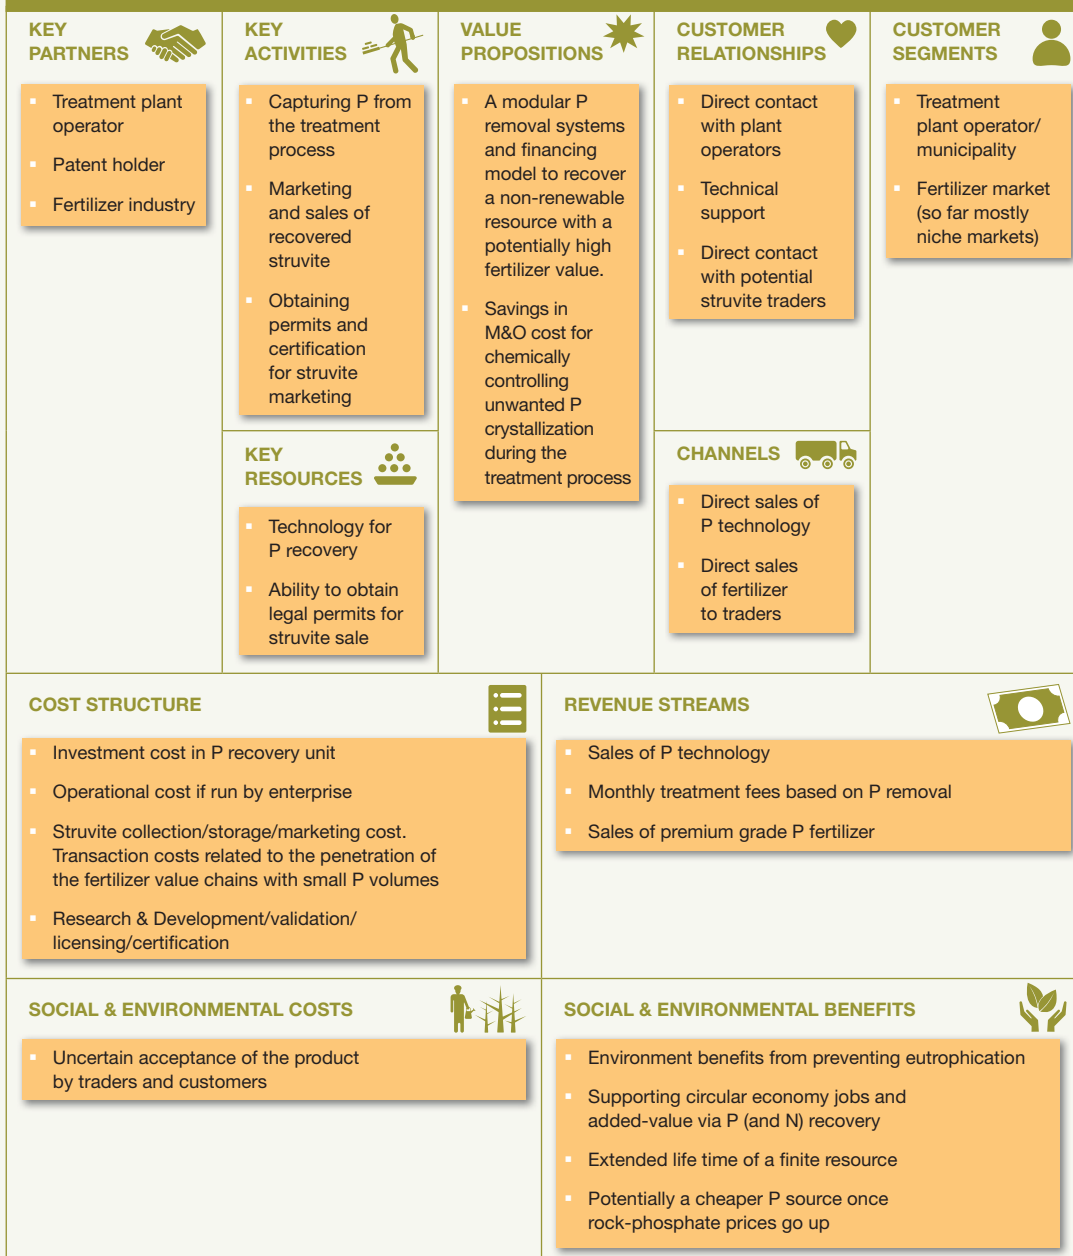 KEY
PARTNERS
Treatment plant
operator
Patent holder
Fertilizer industry
KEY
ACTIVITIES
Capturing P from
the treatment
process
Marketing
and sales of
recovered
struvite
Obtaining
permits and
certification
for struvite
marketing
KEY
RESOURCES
Technology for
P recovery
Ability to obtain
legal permits for
struvite sale
VALUE
PROPOSITIONS
A modular P
removal systems
and financing
model to recover
a non-renewable
resource with a
potentially high
fertilizer value.
Savings in
M&O cost for
chemically
controlling
unwanted P
crystallization
during the
treatment process
CUSTOMER
RELATIONSHIPS
Direct contact
with plant
operators
Technical
support
Direct contact
with potential
struvite traders
CHANNELS
Direct sales of
P technology
Direct sales
of fertilizer
to traders
CUSTOMER
SEGMENTS
Treatment
plant operator/
municipality
Fertilizer market
(so far mostly
niche markets)
COST STRUCTURE
Investment cost in P recovery unit
Operational cost if run by enterprise
Struvite collection/storage/marketing cost.
Transaction costs related to the penetration of
the fertilizer value chains with small P volumes
Research & Development/validation/
licensing/certification
REVENUE STREAMS
Sales of P technology
Monthly treatment fees based on P removal
Sales of premium grade P fertilizer
SOCIAL & ENVIRONMENTAL COSTS
Uncertain acceptance of the product
by traders and customers
SOCIAL & ENVIRONMENTAL BENEFITS
Environment benefits from preventing eutrophication
Supporting circular economy jobs and
added-value via P (and N) recovery
Extended life time of a finite resource
Potentially a cheaper P source once
rock-phosphate prices go up